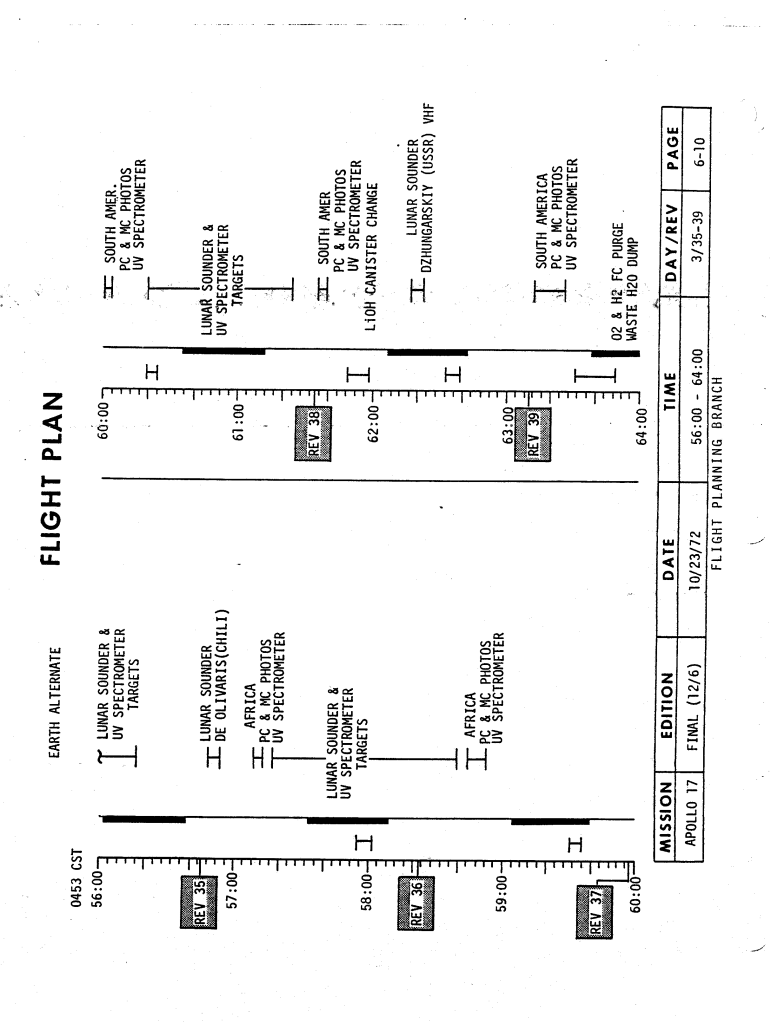 FLIGHT PLAN
EARTH ALTERNATE
0453 CST
56:00
LUNAR SOUNDER &
UV SPECTROMETER
TARGETS
REV 35
LUNAR SOUNDER
DE OLIVARIS(CHILI)
57:00
AFRICA
PC & MC PHOTOS
UV SPECTROMETER
LUNAR SOUNDER &
UV SPECTROMETER
TARGETS
58:00
REV 36
AFRICA
PC & MC PHOTOS
UV SPECTROMETER
59:00
REV 37
60:00
60:00
SOUTH AMER.
PC & MC PHOTOS
UV SPECTROMETER
LUNAR SOUNDER &
UV SPECTROMETER
TARGETS
61:00
REV 38
SOUTH AMER
PC & MC PHOTOS
UV SPECTROMETER
LiOH CANISTER CHANGE
62:00
LUNAR SOUNDER
DZHUNGARSKIY (USSR) VHF
63:00
REV 39
SOUTH AMERICA
PC & MC PHOTOS
UV SPECTROMETER
O2 & H2 FC PURGE
WASTE H2O DUMP
64:00
MISSION EDITION DATE TIME DAY/REV PAGE
APOLLO 17 FINAL (12/6) 10/23/72 56:00 - 64:00 3/35-39 6-10
FLIGHT PLANNING BRANCH